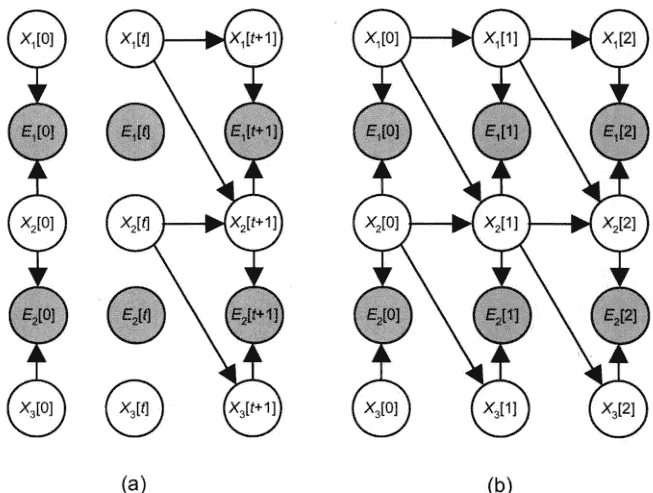 X₁[0] X₁[t] X₁[t+1] X₁[0] X₁[1] X₁[2]
E₁[0] E₁[t] E₁[t+1] E₁[0] E₁[1] E₁[2]
X₂[0] X₂[t] X₂[t+1] X₂[0] X₂[1] X₂[2]
E₂[0] E₂[t] E₂[t+1] E₂[0] E₂[1] E₂[2]
X₃[0] X₃[t] X₃[t+1] X₃[0] X₃[1] X₃[2]
(a) (b)